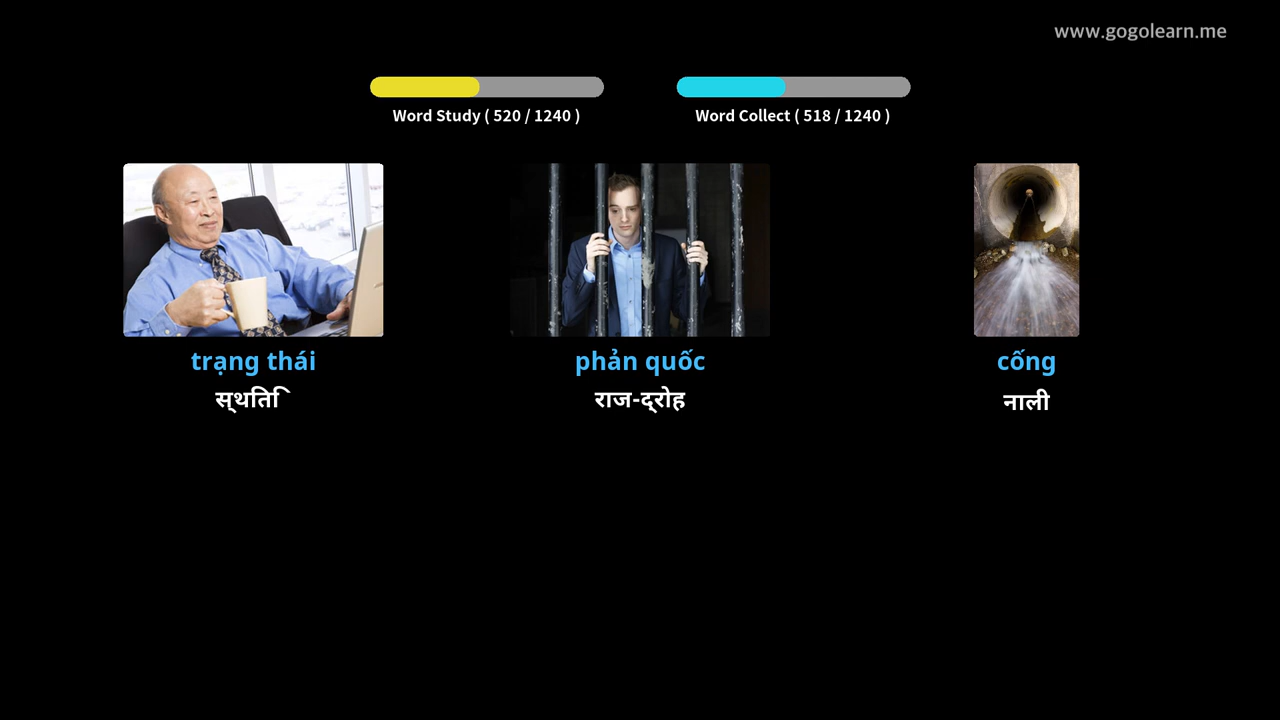 www.gogolearn.me
Word Study ( 520 / 1240 )
Word Collect ( 518 / 1240 )
trạng thái
phản quốc
cống
स्थिति
राज-द्रोह
नाली